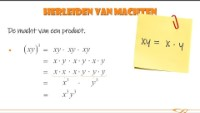 HERLEIDEN VAN MACHTEN
De macht van een product.
(xy)³ = xy · xy · xy
= x · y · x · y · x · y
= x · x · x · y · y · y
= x³ · y³
= x³y³
xy = x · y